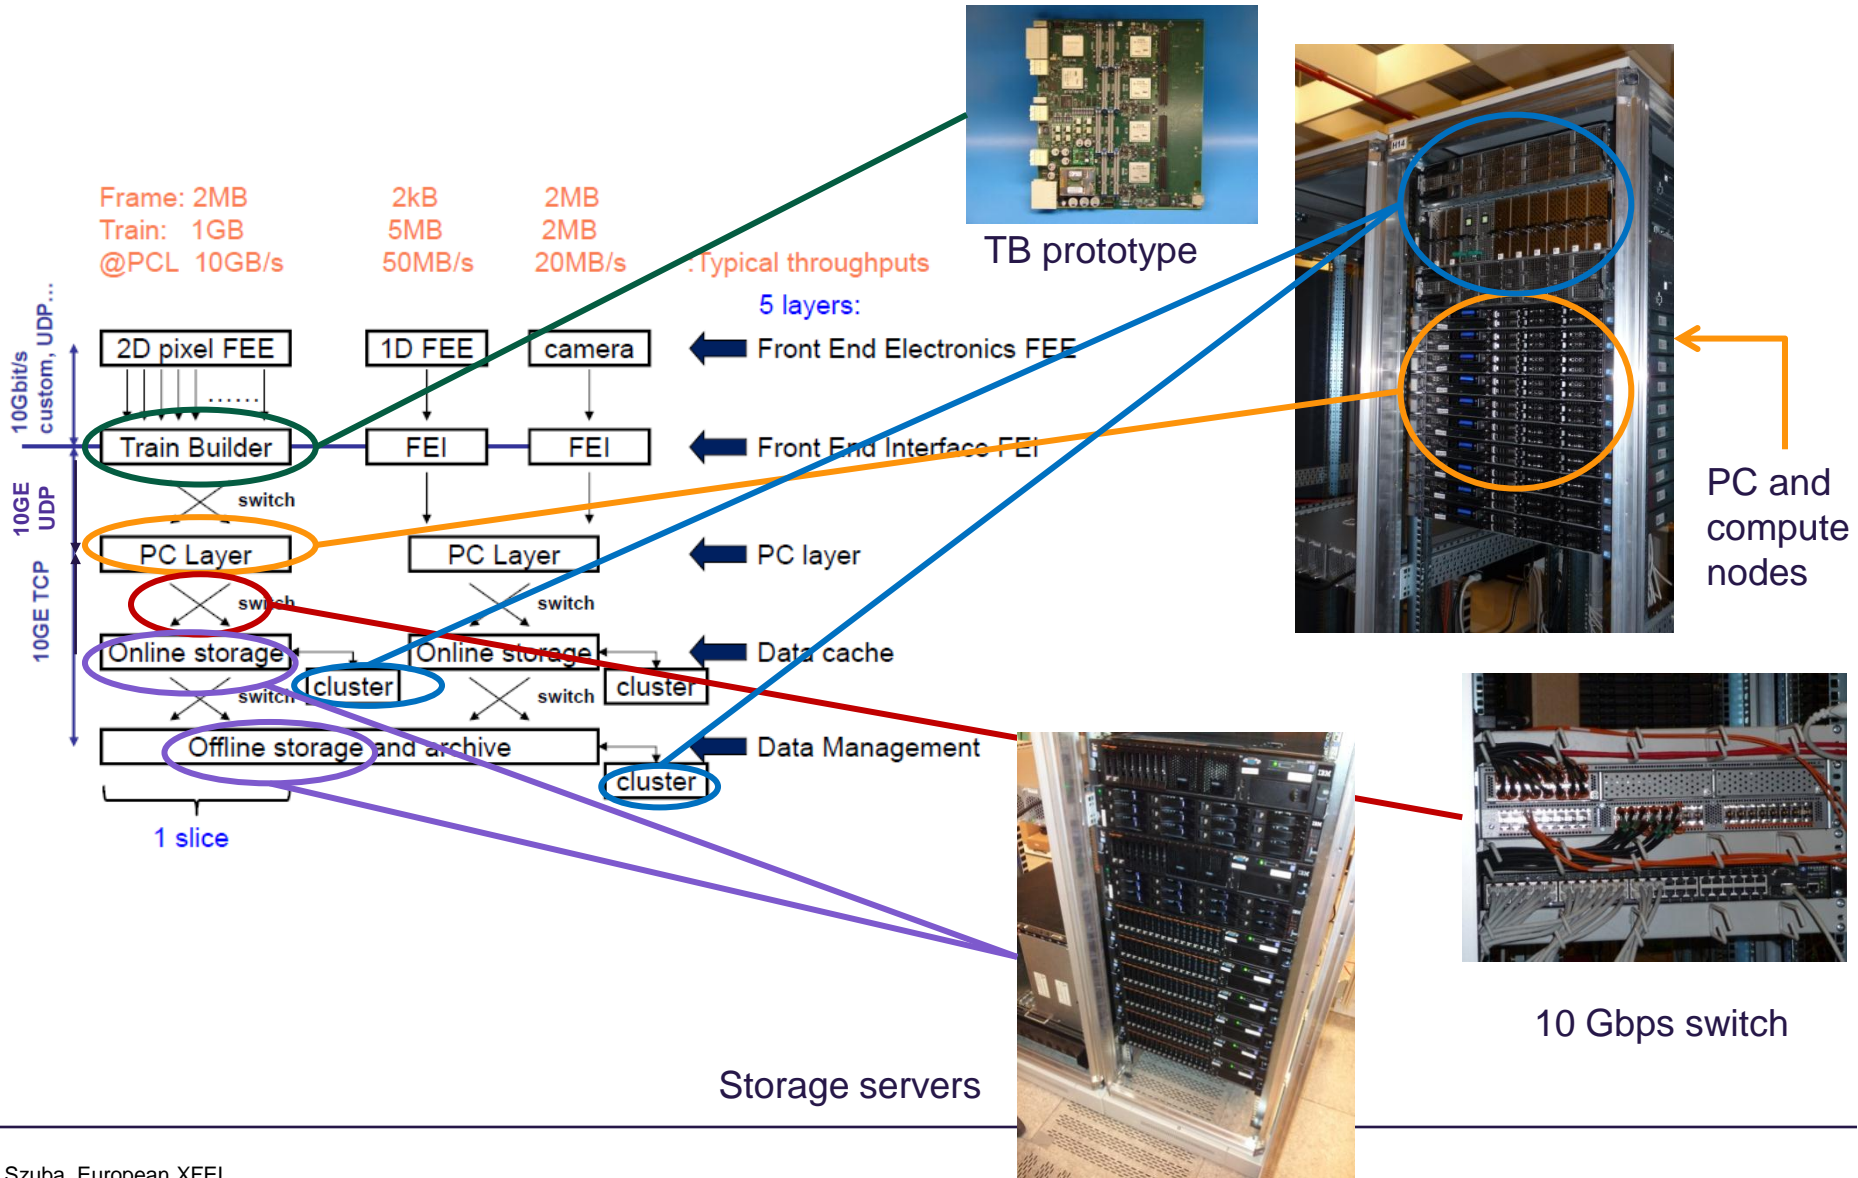 TB prototype
Frame: 2MB 2kB 2MB
Train: 1GB 5MB 2MB
@PCL 10GB/s 50MB/s 20MB/s :Typical throughputs
5 layers:
10Gbit/s
custom, UDP...
2D pixel FEE 1D FEE camera Front End Electronics FEE
......
Train Builder FEI FEI Front End Interface FEI
10GE
UDP
switch
PC Layer PC Layer PC layer
10GE TCP
switch switch
Online storage Online storage Data cache
cluster cluster
switch switch
Offline storage and archive Data Management
cluster
1 slice
H14
PC and
compute
nodes
IBM
IBM
10 Gbps switch
Storage servers
Szuba, European XFEL